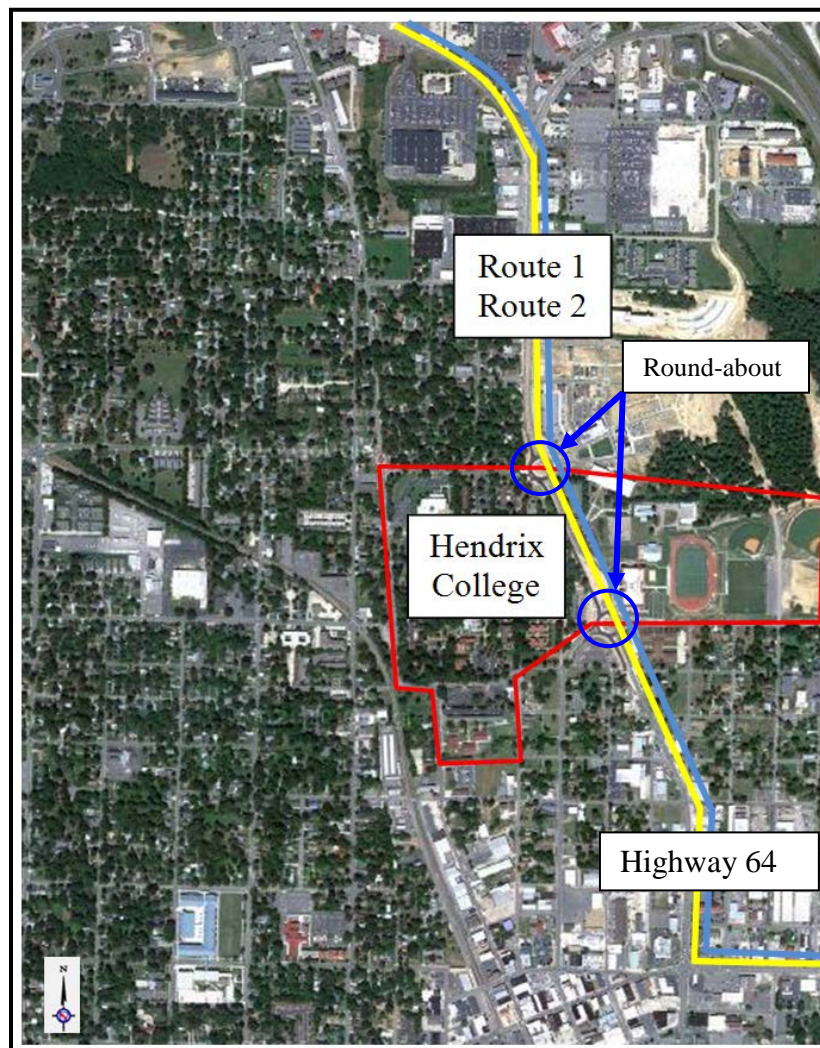 Route 1
Route 2
Round-about
Hendrix
College
Highway 64
N